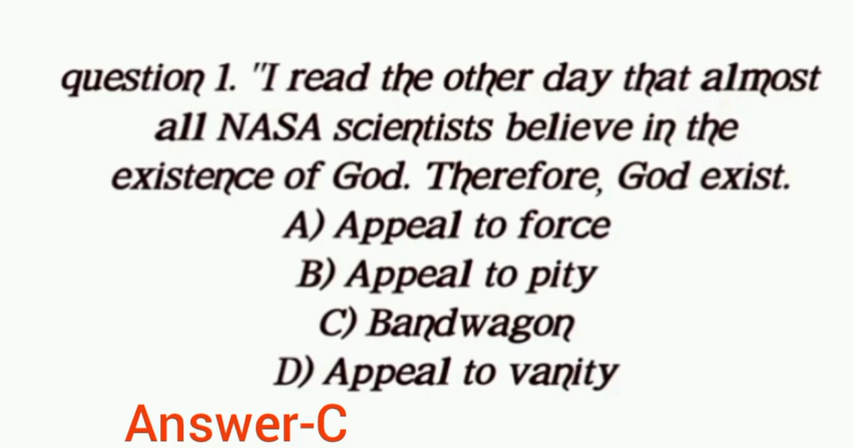 question 1. "I read the other day that almost
all NASA scientists believe in the
existence of God. Therefore, God exist.
A) Appeal to force
B) Appeal to pity
C) Bandwagon
D) Appeal to vanity
Answer-C